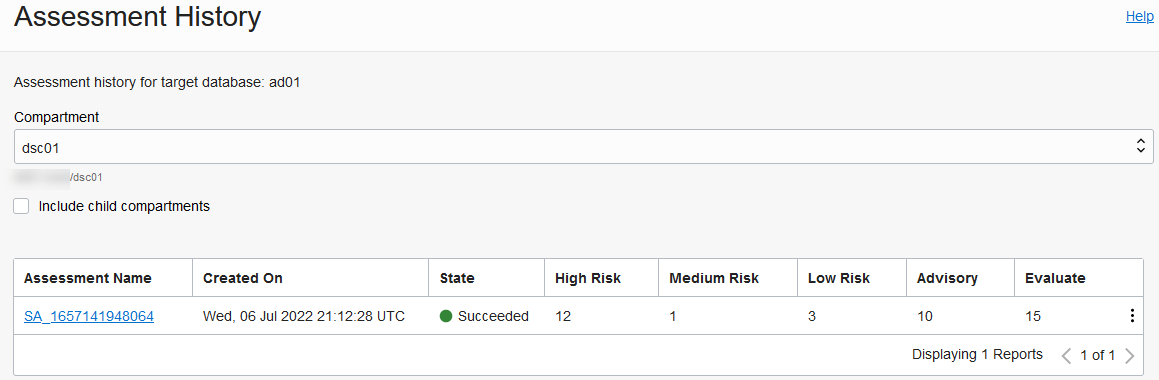 Assessment History
Help
Assessment history for target database: ad01
Compartment
dsc01
/dsc01
Include child compartments
Assessment Name Created On State High Risk Medium Risk Low Risk Advisory Evaluate
SA_1657141948064 Wed, 06 Jul 2022 21:12:28 UTC Succeeded 12 1 3 10 15
Displaying 1 Reports 1 of 1